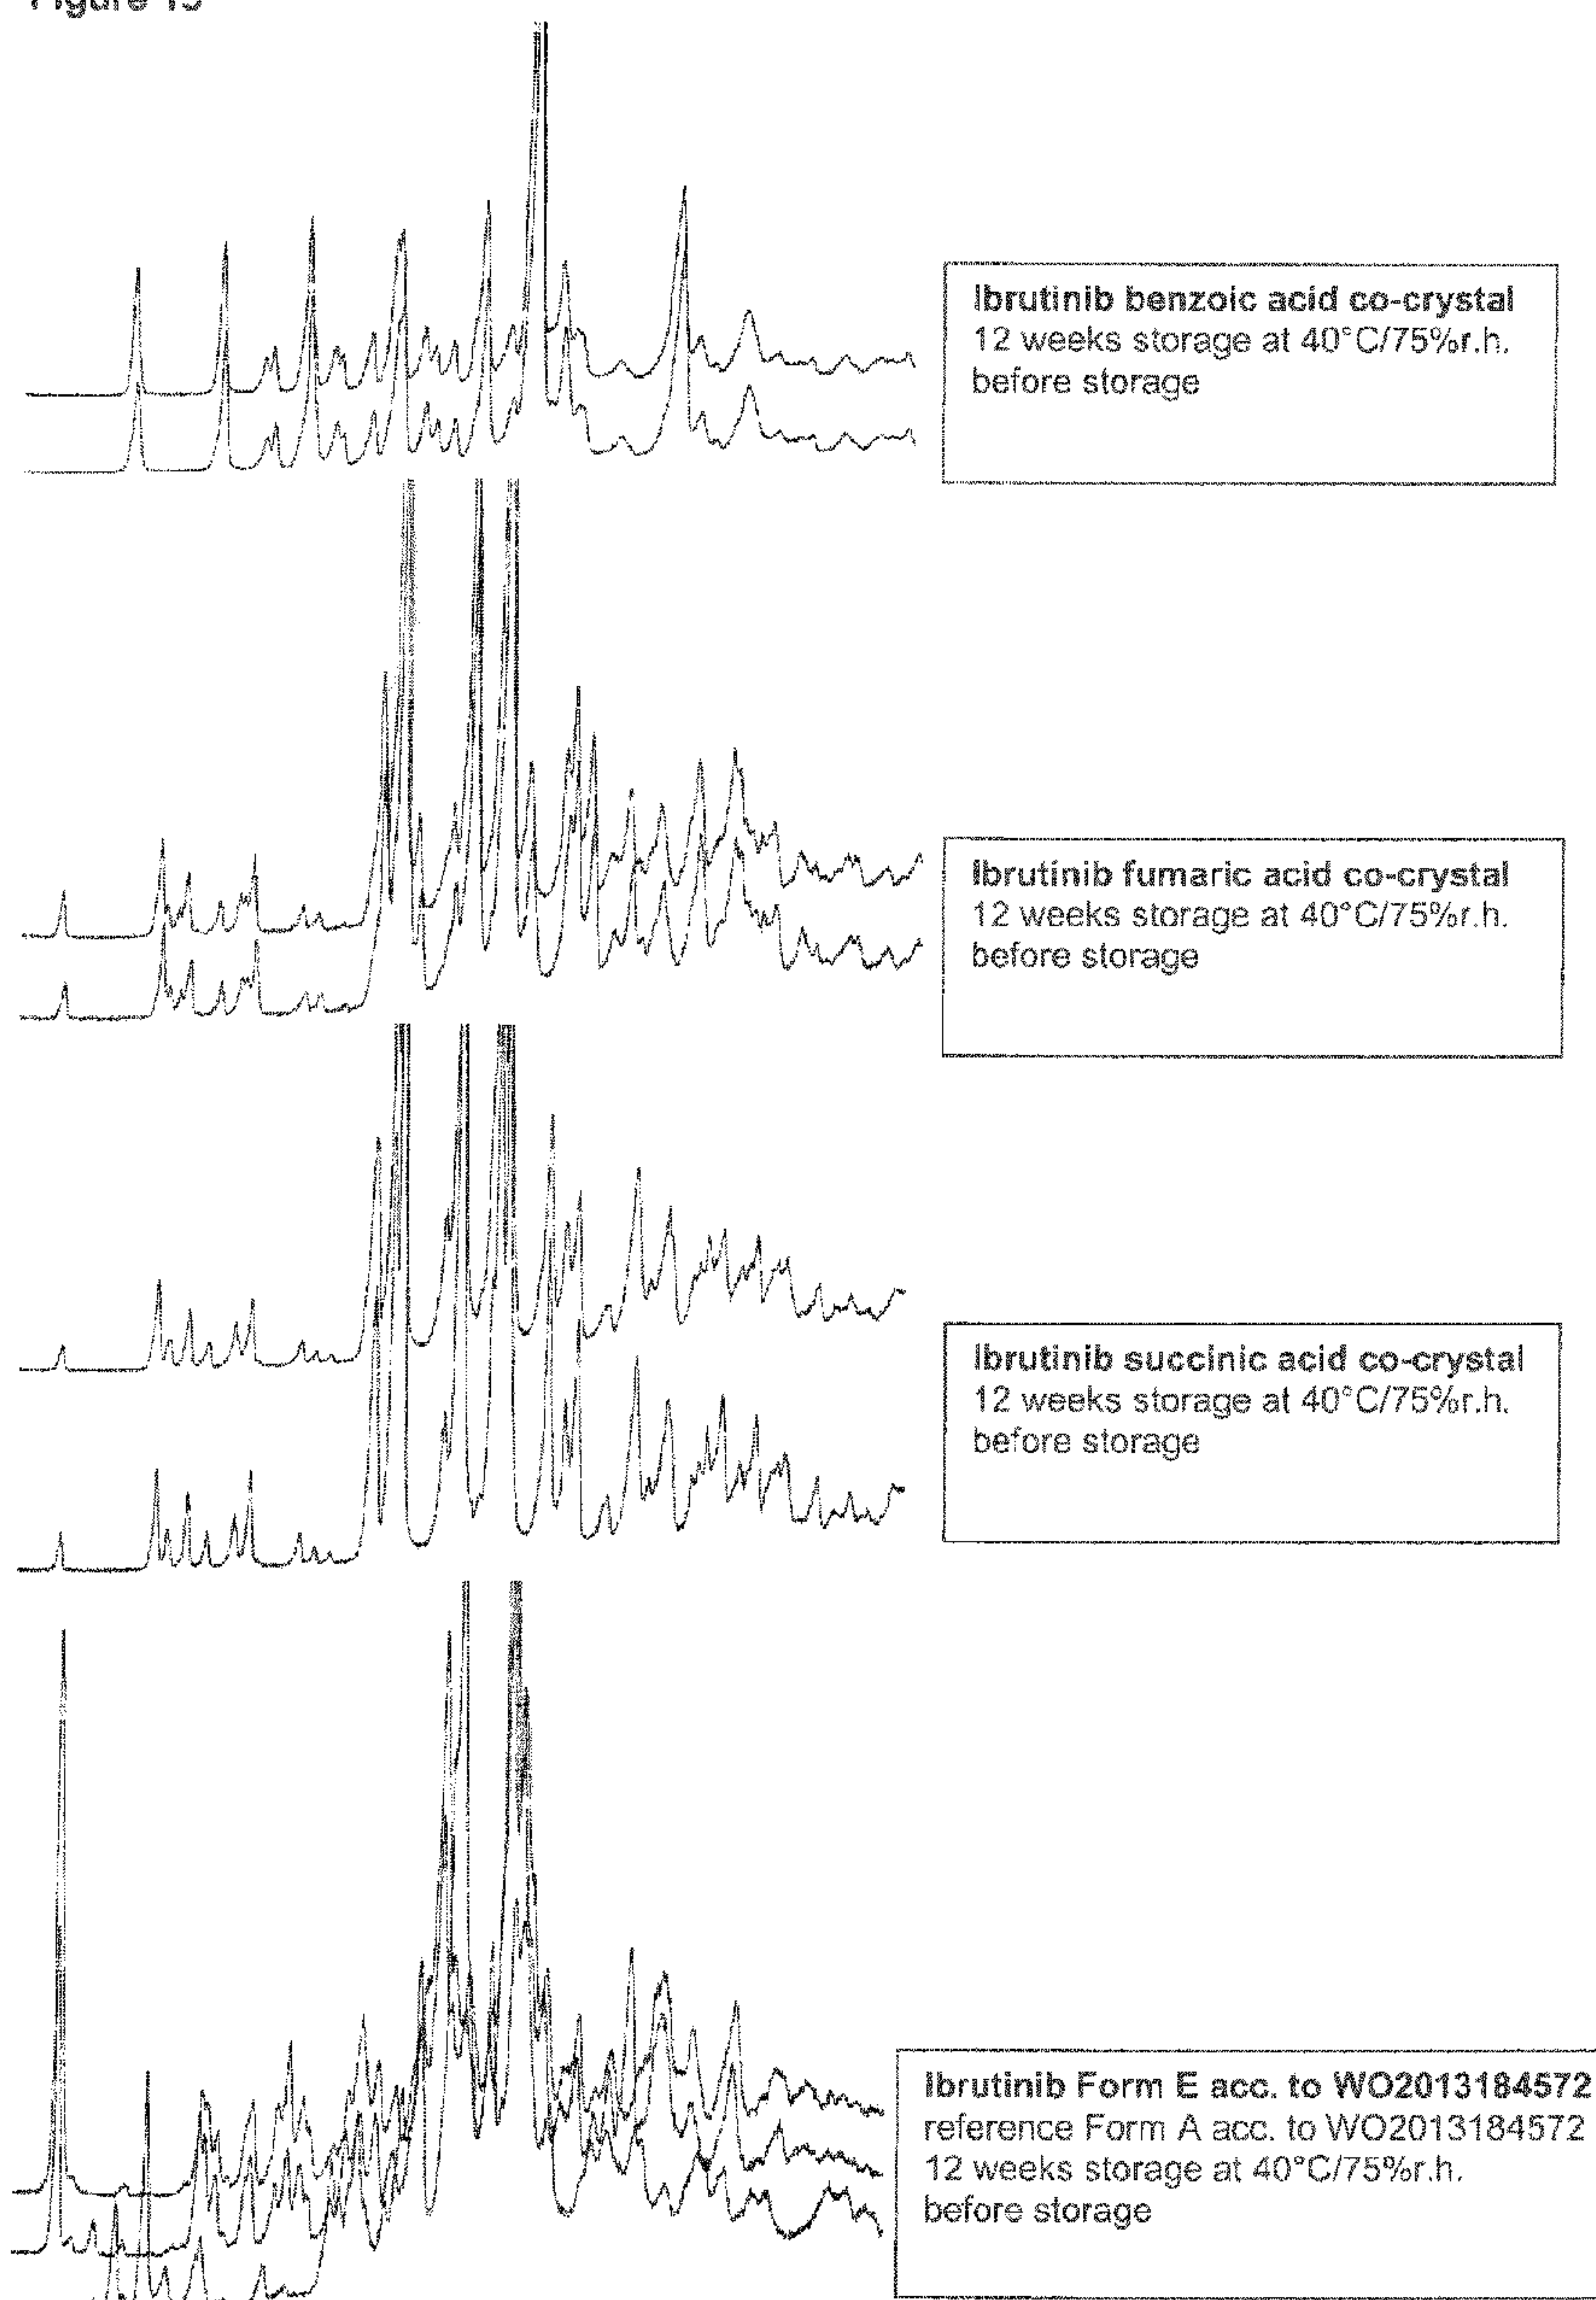 Figure 15
Ibrutinib benzoic acid co-crystal
12 weeks storage at 40°C/75%r.h.
before storage
Ibrutinib fumaric acid co-crystal
12 weeks storage at 40°C/75%r.h.
before storage
Ibrutinib succinic acid co-crystal
12 weeks storage at 40°C/75%r.h.
before storage
Ibrutinib Form E acc. to WO2013184572
reference Form A acc. to WO2013184572
12 weeks storage at 40°C/75%r.h.
before storage